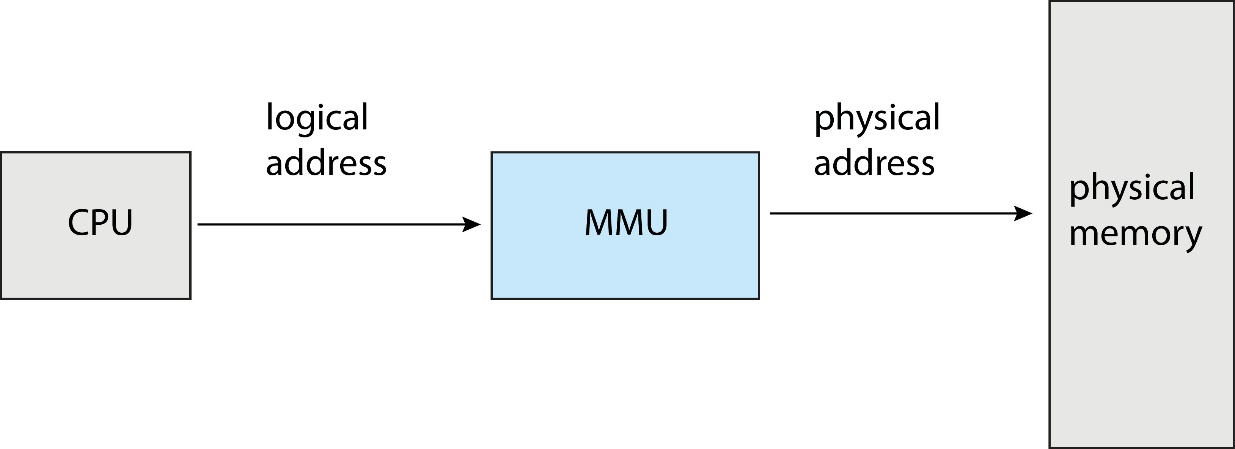 CPU
logical
address
MMU
physical
address
physical
memory